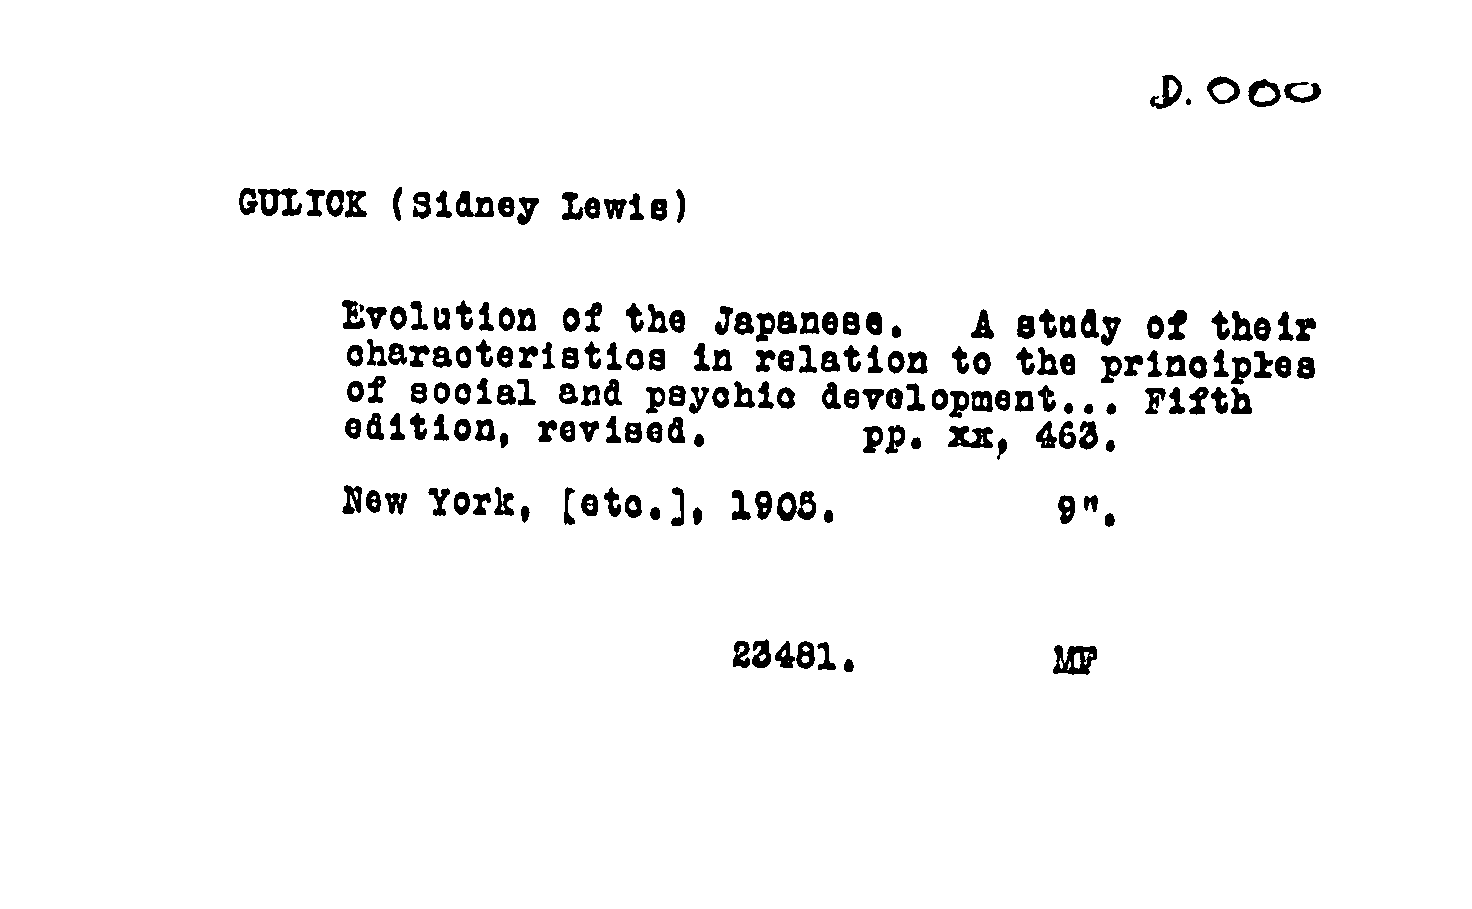 D. 000
GULICK (Sidney Lewis)
Evolution of the Japanese. A study of their
characteristics in relation to the principles
of social and psychic development... Fifth
edition, revised. pp. xx, 463.
New York, [etc.], 1905. 9".
23481. MF